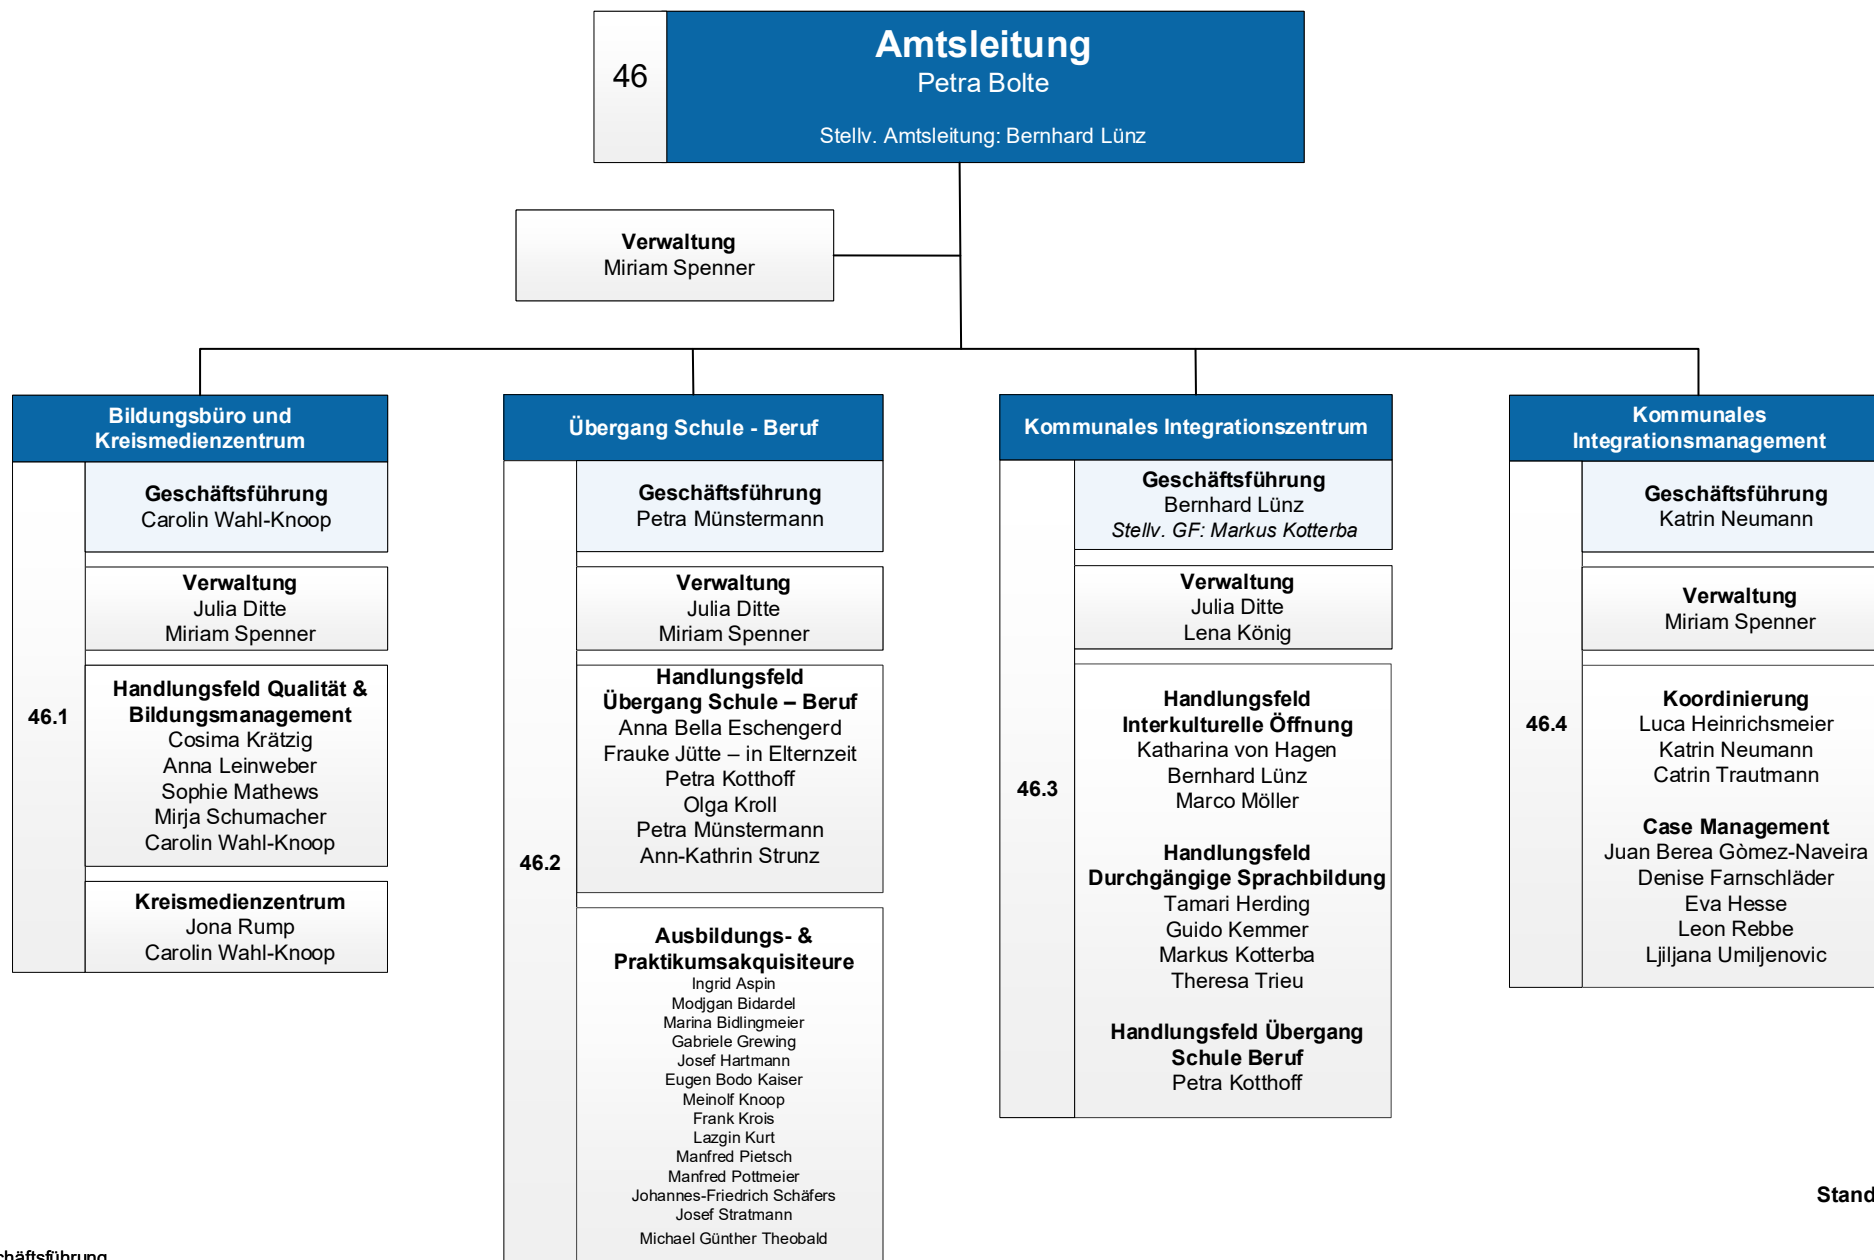 46
Amtsleitung
Petra Bolte
Stellv. Amtsleitung: Bernhard Lünz
Verwaltung
Miriam Spenner
Bildungsbüro und
Kreismedienzentrum
46.1
Geschäftsführung
Carolin Wahl-Knoop
Verwaltung
Julia Ditte
Miriam Spenner
Handlungsfeld Qualität &
Bildungsmanagement
Cosima Krätzig
Anna Leinweber
Sophie Mathews
Mirja Schumacher
Carolin Wahl-Knoop
Kreismedienzentrum
Jona Rump
Carolin Wahl-Knoop
Übergang Schule - Beruf
46.2
Geschäftsführung
Petra Münstermann
Verwaltung
Julia Ditte
Miriam Spenner
Handlungsfeld
Übergang Schule – Beruf
Anna Bella Eschengerd
Frauke Jütte – in Elternzeit
Petra Kotthoff
Olga Kroll
Petra Münstermann
Ann-Kathrin Strunz
Ausbildungs- &
Praktikumsakquisiteure
Ingrid Aspin
Modjgan Bidardel
Marina Bidlingmeier
Gabriele Grewing
Josef Hartmann
Eugen Bodo Kaiser
Meinolf Knoop
Frank Krois
Lazgin Kurt
Manfred Pietsch
Manfred Pottmeier
Johannes-Friedrich Schäfers
Josef Stratmann
Michael Günther Theobald
Kommunales Integrationszentrum
46.3
Geschäftsführung
Bernhard Lünz
Stellv. GF: Markus Kotterba
Verwaltung
Julia Ditte
Lena König
Handlungsfeld
Interkulturelle Öffnung
Katharina von Hagen
Bernhard Lünz
Marco Möller
Handlungsfeld
Durchgängige Sprachbildung
Tamari Herding
Guido Kemmer
Markus Kotterba
Theresa Trieu
Handlungsfeld Übergang
Schule Beruf
Petra Kotthoff
Kommunales
Integrationsmanagement
46.4
Geschäftsführung
Katrin Neumann
Verwaltung
Miriam Spenner
Koordinierung
Luca Heinrichsmeier
Katrin Neumann
Catrin Trautmann
Case Management
Juan Berea Gòmez-Naveira
Denise Farnschläder
Eva Hesse
Leon Rebbe
Ljiljana Umiljenovic
Stand